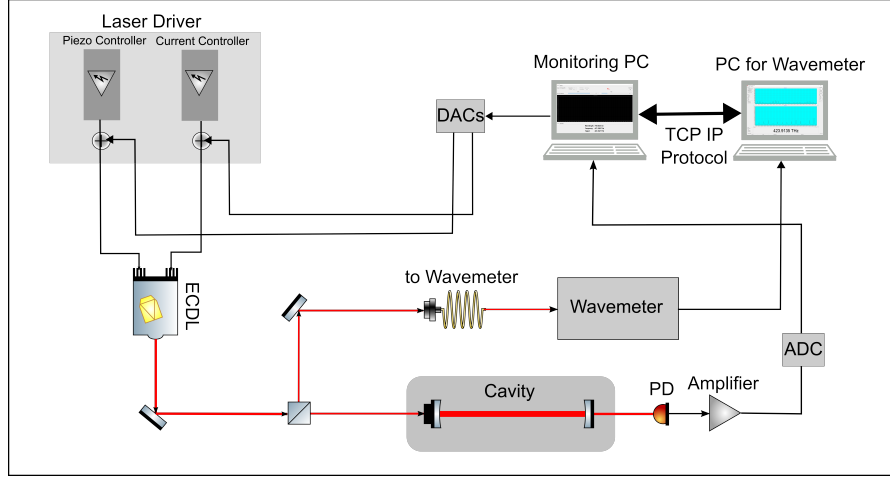 Laser Driver
Piezo Controller
Current Controller
Monitoring PC
PC for Wavemeter
DACs
TCP IP
Protocol
423.9136 THz
ECDL
to Wavemeter
Wavemeter
ADC
Cavity
PD
Amplifier